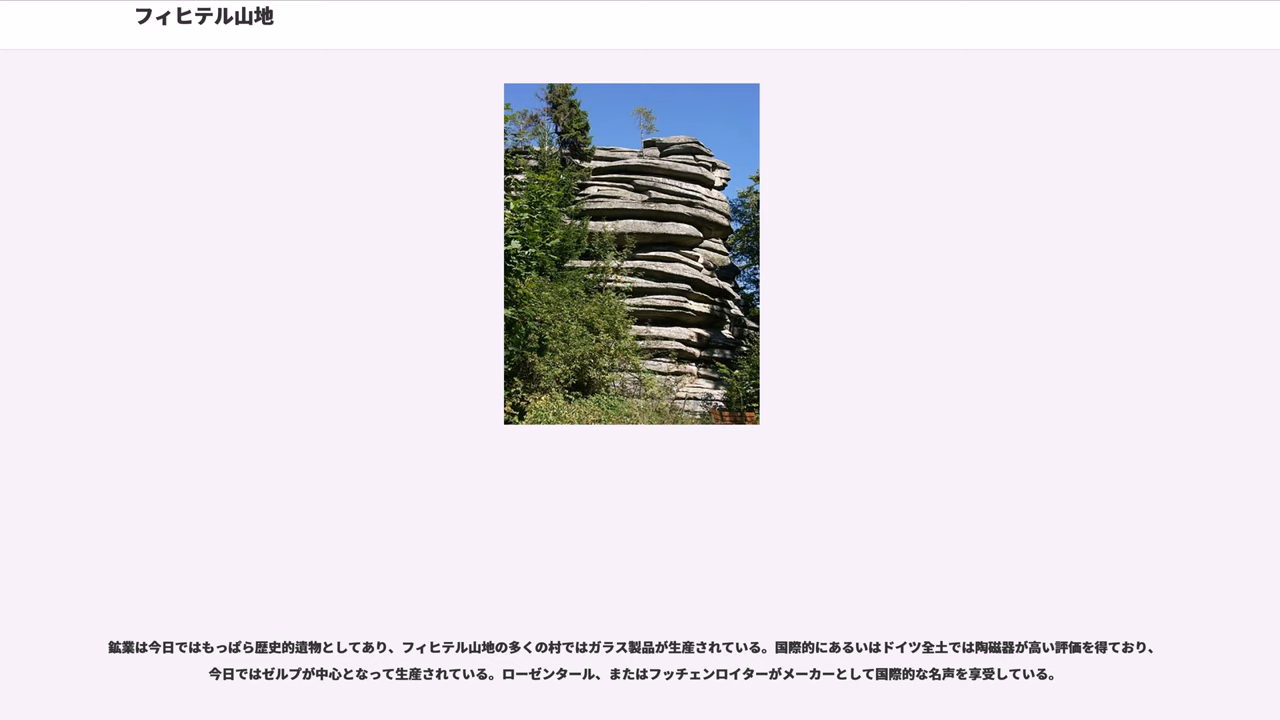 フィヒテル山地
鉱業は今日ではもっぱら歴史的遺物としてあり、フィヒテル山地の多くの村ではガラス製品が生産されている。国際的にあるいはドイツ全土では陶磁器が高い評価を得ており、
今日ではゼルプが中心となって生産されている。ローゼンタール、またはフッチェンロイターがメーカーとして国際的な名声を享受している。